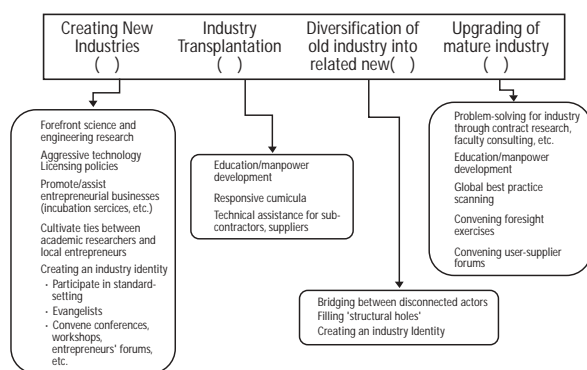 Creating New
Industries
( )
Industry
Transplantation
( )
Diversification of
old industry into
related new( )
Upgrading of
mature industry
( )
Forefront science and
engineering research
Aggressive technology
Licensing policies
Promote/assist
entrepreneurial businesses
(incubation sercices, etc.)
Cultivate ties between
academic researchers and
local entrepreneurs
Creating an industry identity
・ Participate in standard-
setting
・ Evangelists
・ Convene conferences,
workshops,
entrepreneurs' forums,
etc.
Education/manpower
development
Responsive cumicula
Technical assistance for sub-
contractors, suppliers
Bridging between disconnected actors
Filling 'structural holes'
Creating an industry Identity
Problem-solving for industry
through contract research,
faculty consulting, etc.
Education/manpower
development
Global best practice
scanning
Convening foresight
exercises
Convening user-supplier
forums